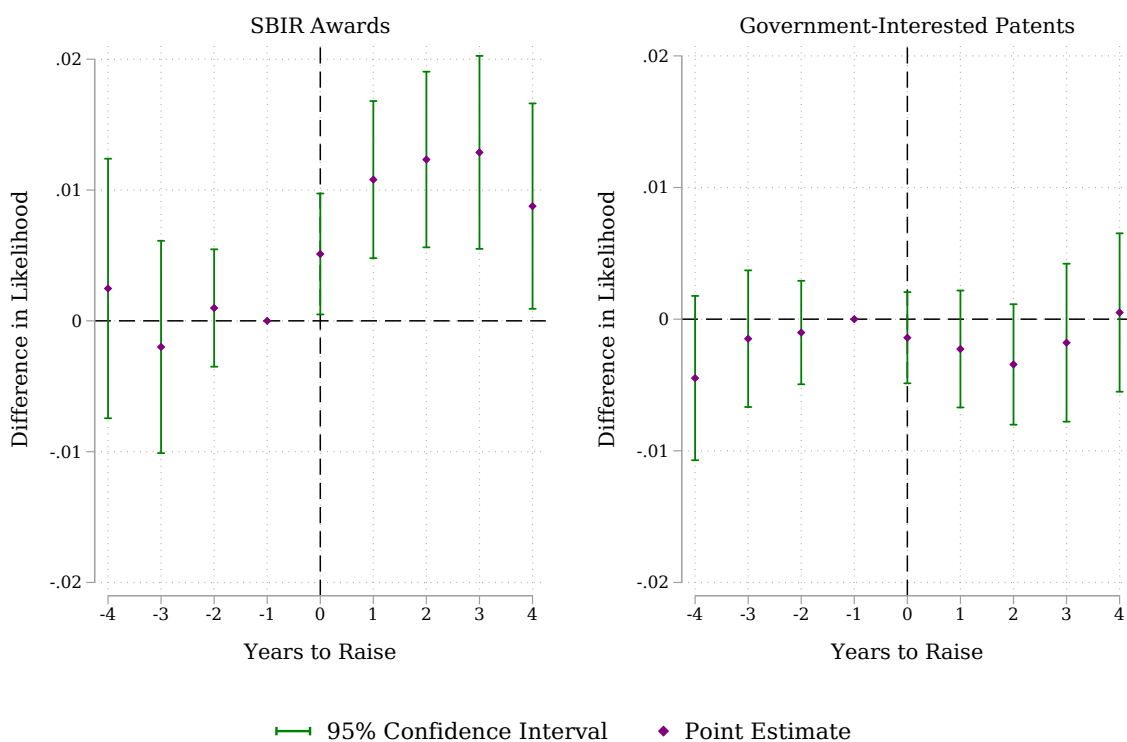 SBIR Awards
Difference in Likelihood
.02
.01
0
-.01
-.02
-4 -3 -2 -1 0 1 2 3 4
Years to Raise
Government-Interested Patents
Difference in Likelihood
.02
.01
0
-.01
-.02
-4 -3 -2 -1 0 1 2 3 4
Years to Raise
95% Confidence Interval
Point Estimate